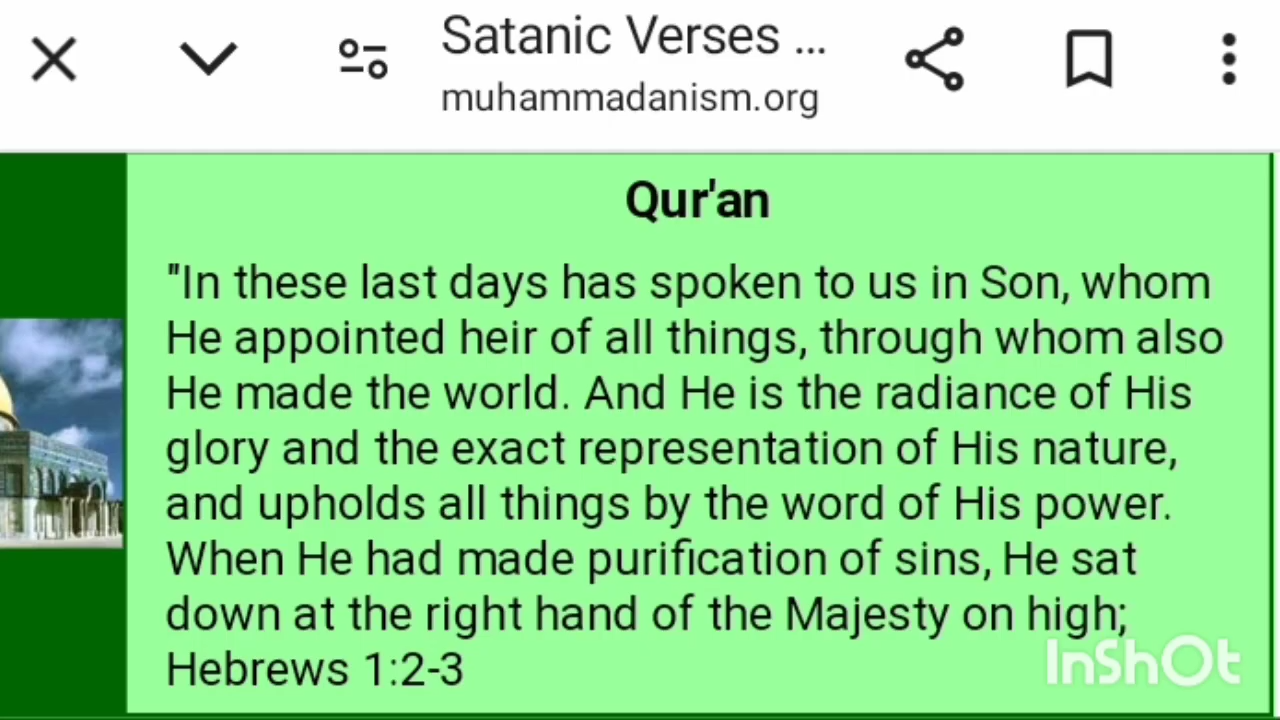 Satanic Verses ...
muhammadanism.org
Qur'an
"In these last days has spoken to us in Son, whom
He appointed heir of all things, through whom also
He made the world. And He is the radiance of His
glory and the exact representation of His nature,
and upholds all things by the word of His power.
When He had made purification of sins, He sat
down at the right hand of the Majesty on high;
Hebrews 1:2-3
InShOt